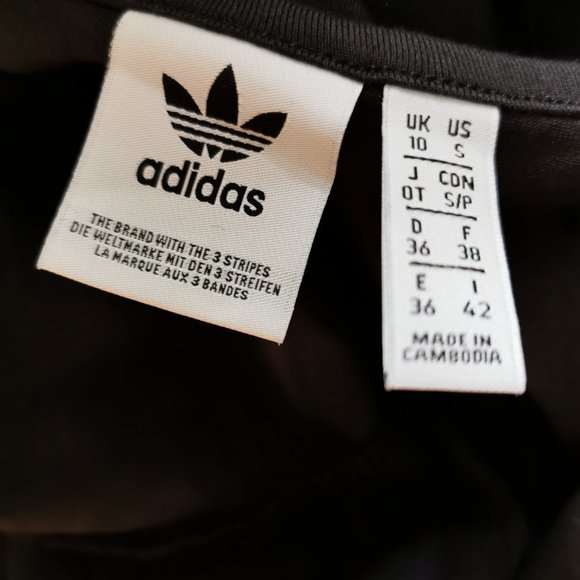 adidas
THE BRAND WITH THE 3 STRIPES
DIE WELTMARKE MIT DEN 3 STREIFEN
LA MARQUE AUX 3 BANDES
UK US
10 S
J CDN
OT S/P
D F
36 38
E I
36 42
MADE IN
CAMBODIA